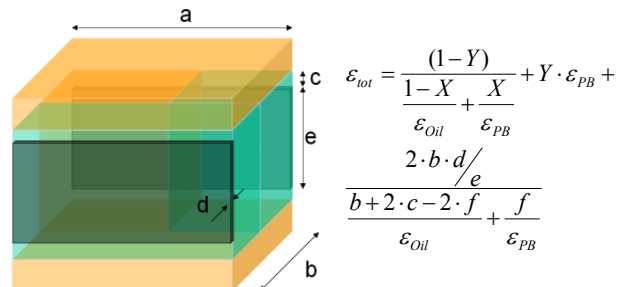 a
c
e
d
b
ε_tot = (1−Y) / ((1−X)/ε_Oil + X/ε_PB) + Y·ε_PB +
(2·b·d/e) / ((b+2·c−2·f)/ε_Oil + f/ε_PB)